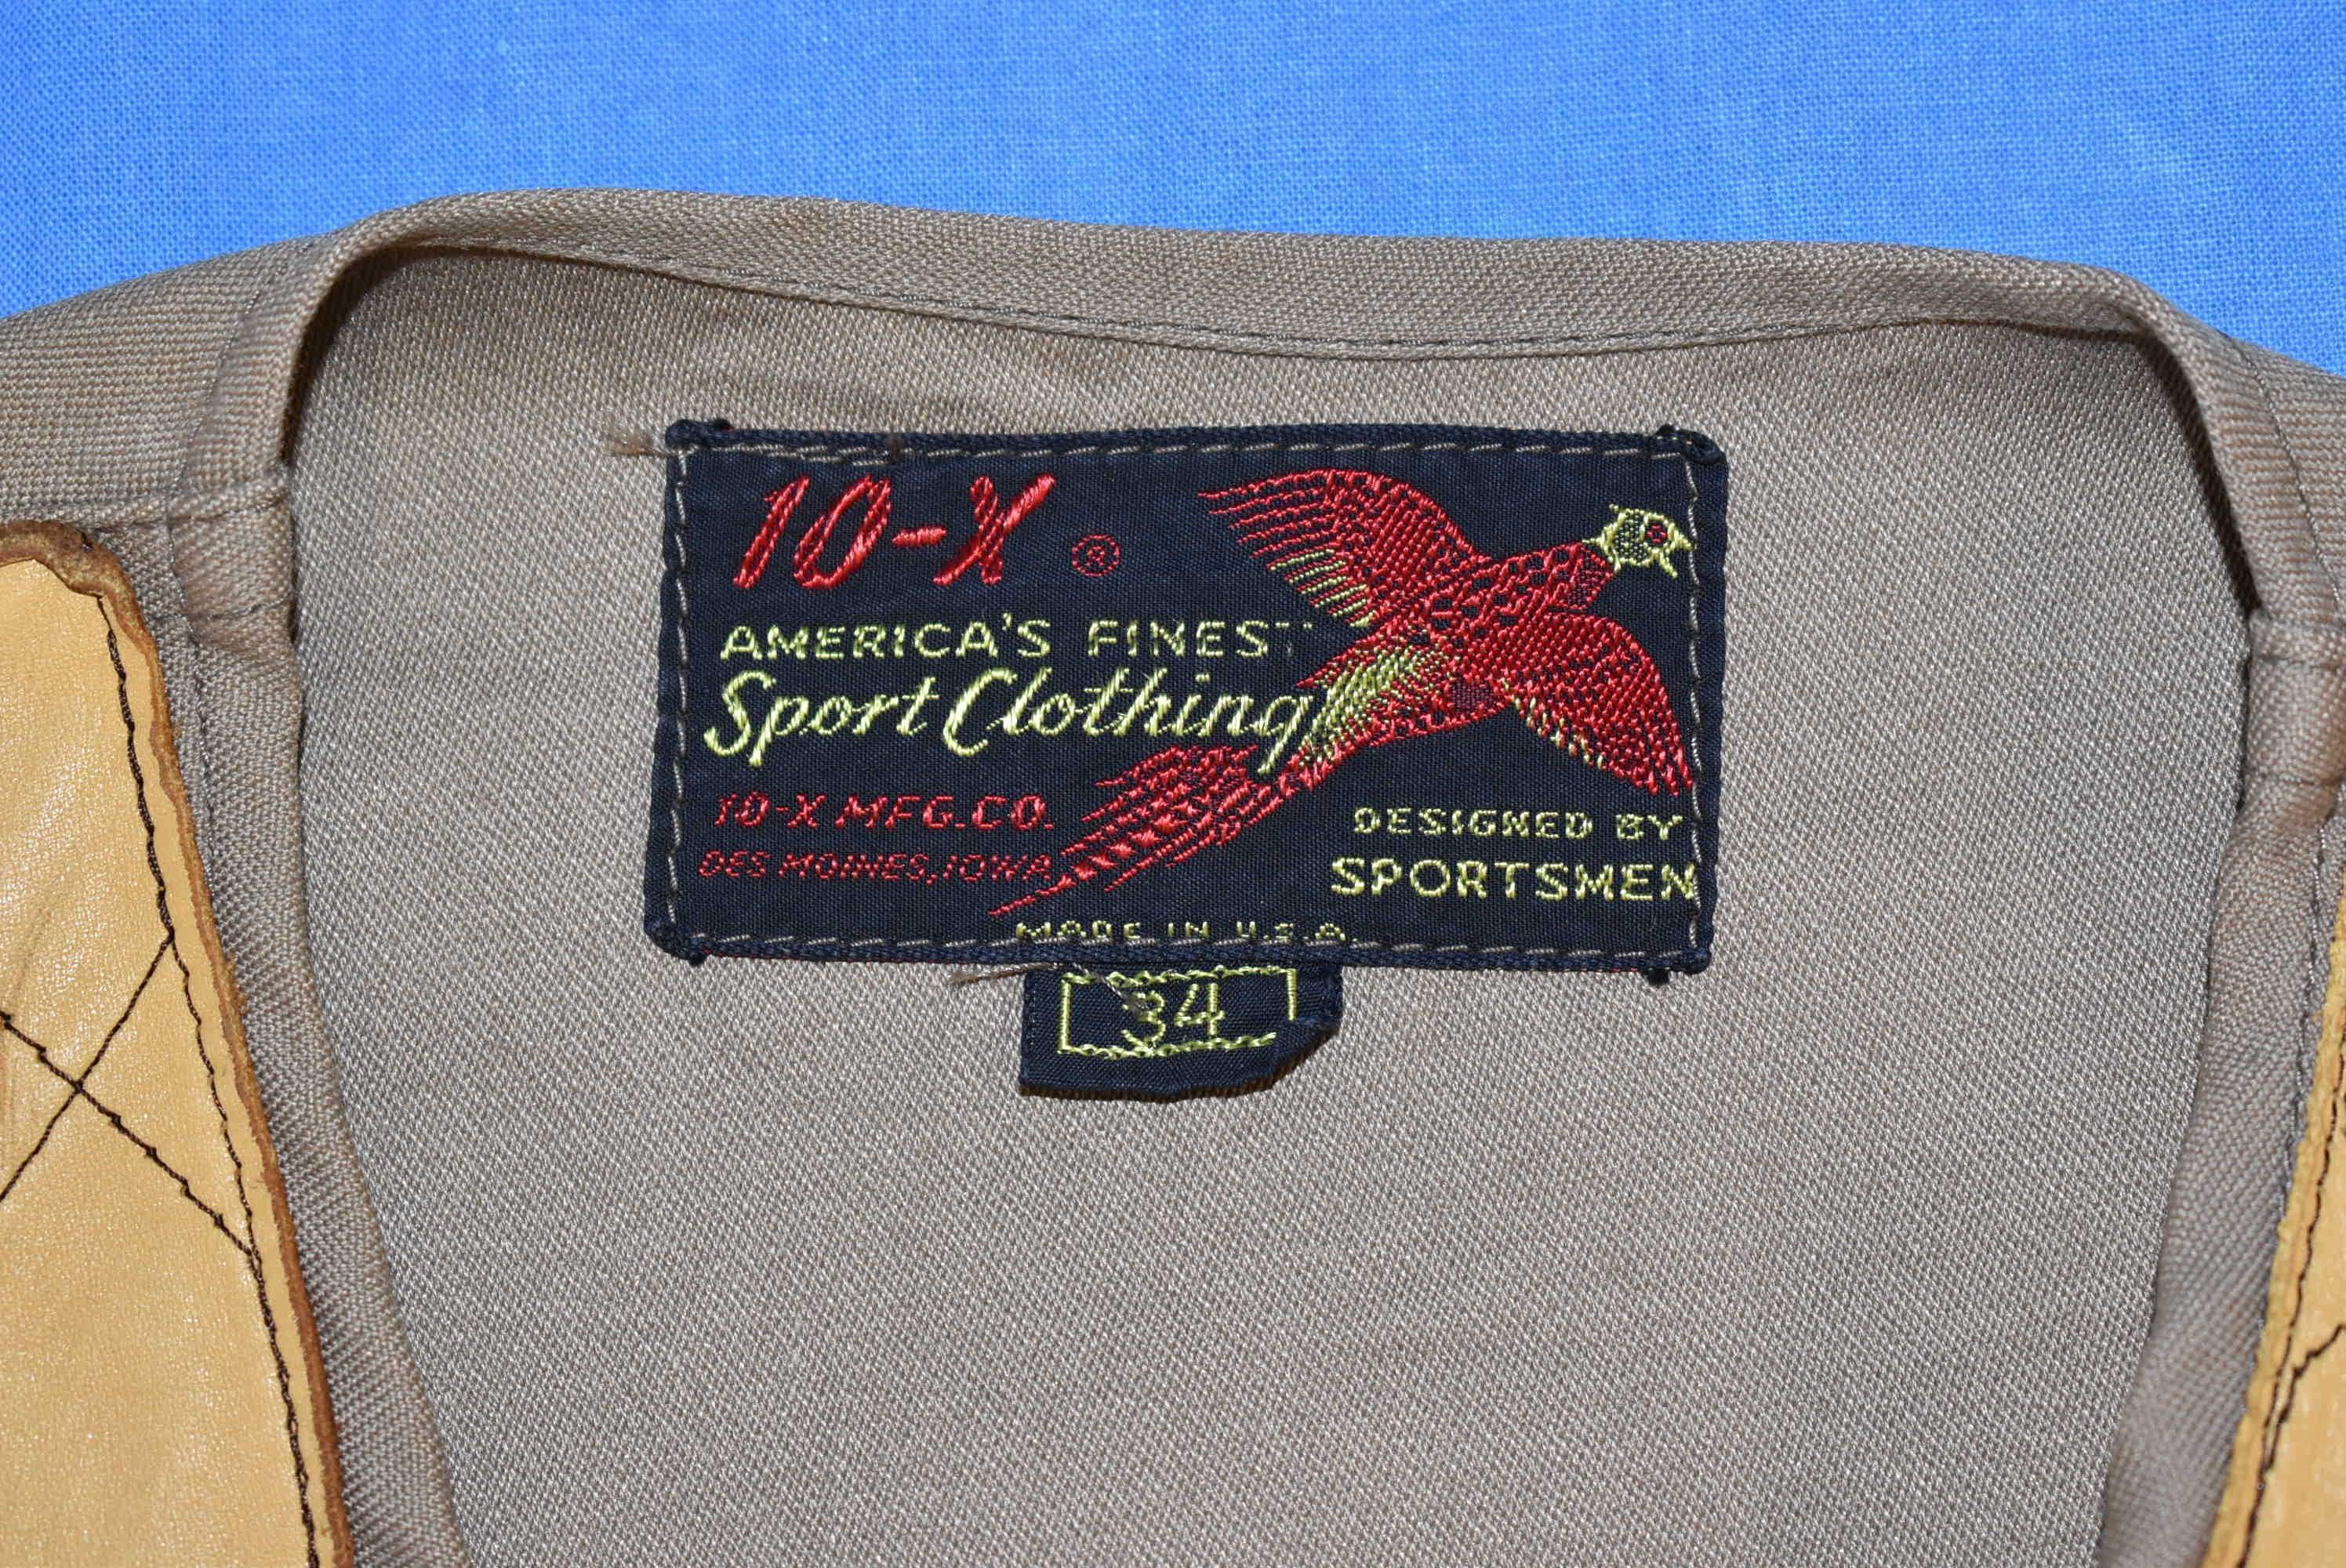 10-X ®
AMERICA'S FINEST
Sport Clothing
10-X MFG. CO.
DES MOINES, IOWA
DESIGNED BY
SPORTSMEN
MADE IN U.S.A.
34